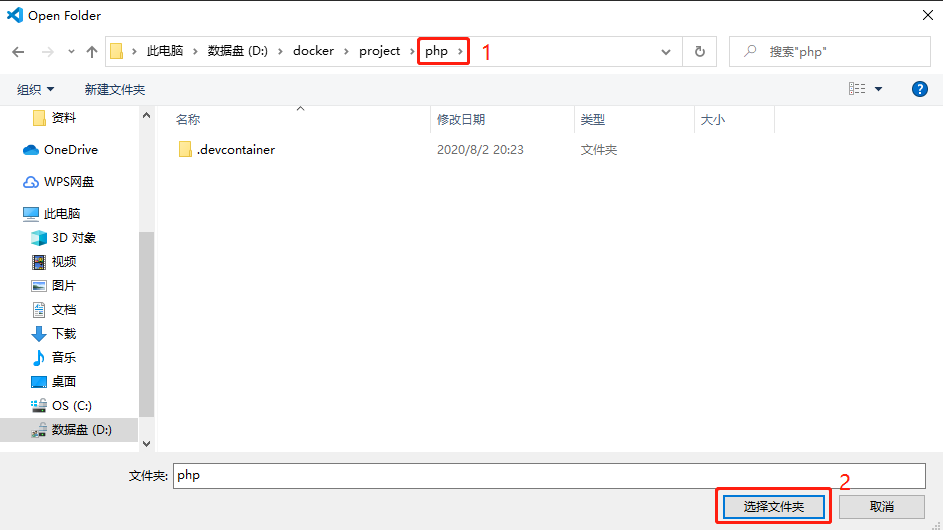 Open Folder
此电脑 > 数据盘 (D:) > docker > project > php > 1
搜索"php"
组织 新建文件夹
名称 修改日期 类型 大小
.devcontainer 2020/8/2 20:23 文件夹
资料
OneDrive
WPS网盘
此电脑
3D 对象
视频
图片
文档
下载
音乐
桌面
OS (C:)
数据盘 (D:)
文件夹: php
2
选择文件夹 取消